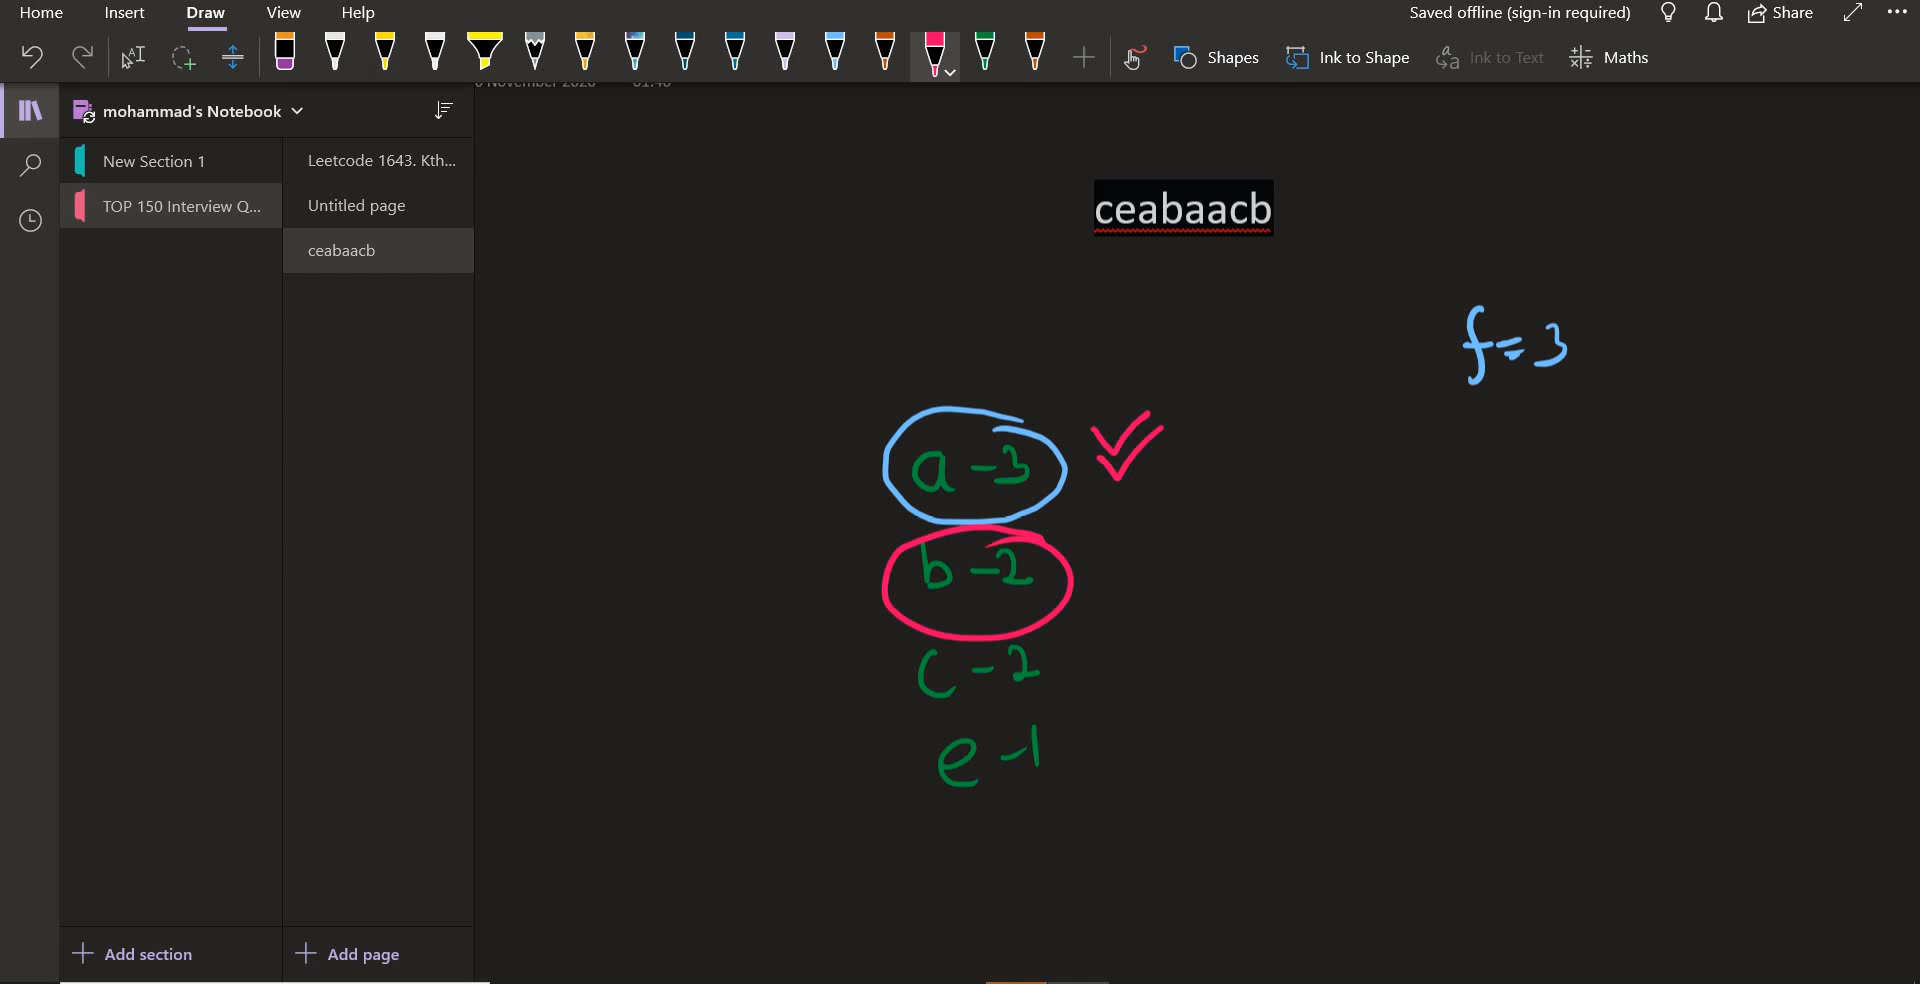 Home Insert Draw View Help
Saved offline (sign-in required) Share
Shapes Ink to Shape Ink to Text Maths
mohammad's Notebook
New Section 1
TOP 150 Interview Q...
Leetcode 1643. Kth...
Untitled page
ceabaacb
ceabaacb
f=3
a-3
b-2
c-2
e-1
Add section
Add page